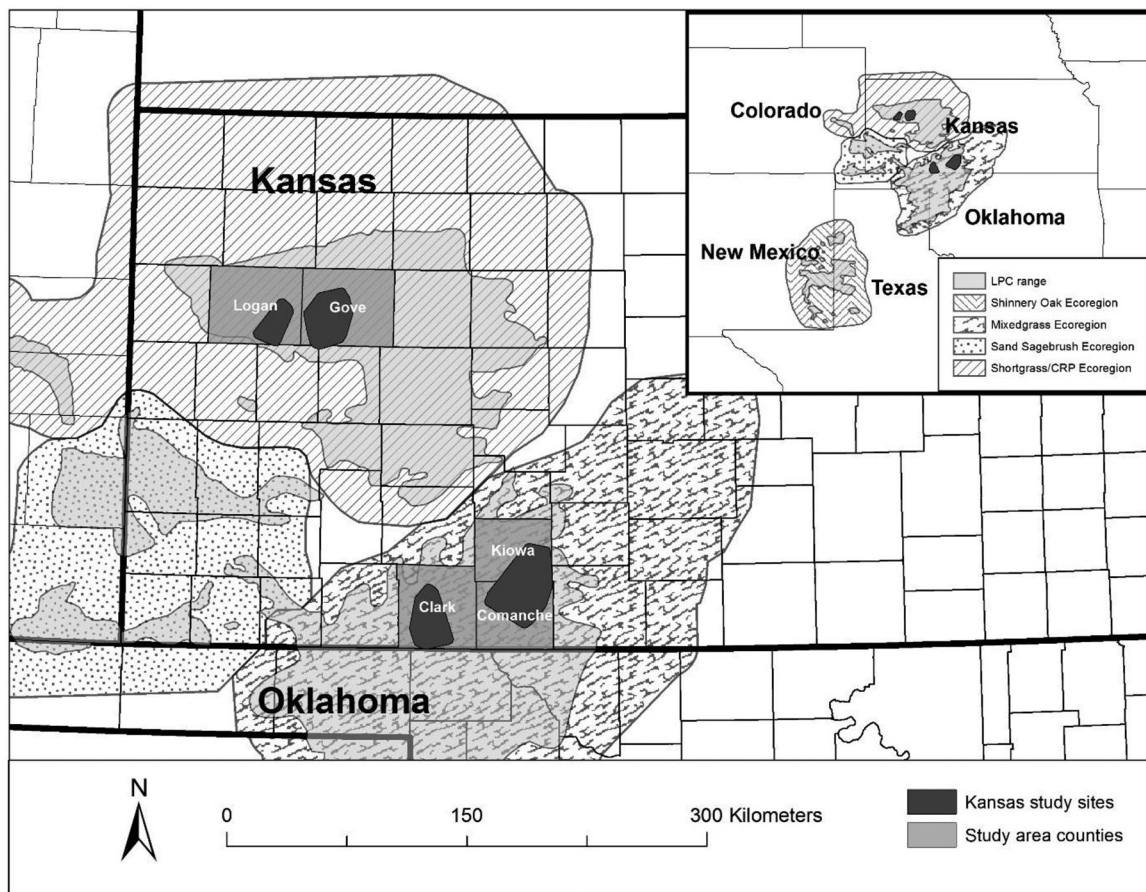 Kansas
Logan
Gove
Kiowa
Clark
Comanche
Oklahoma
Colorado
Kansas
Oklahoma
New Mexico
Texas
LPC range
Shinnery Oak Ecoregion
Mixedgrass Ecoregion
Sand Sagebrush Ecoregion
Shortgrass/CRP Ecoregion
N
0
150
300 Kilometers
Kansas study sites
Study area counties